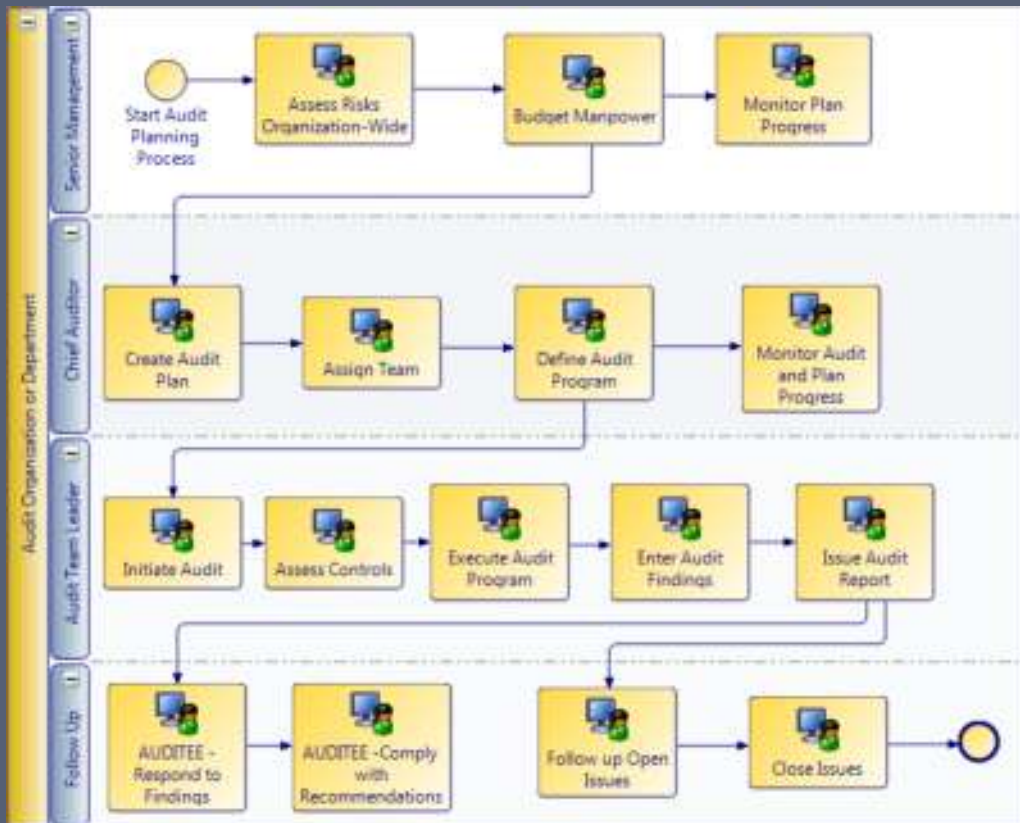 Audit Organization or Department
Senior Management
Start Audit
Planning
Process
Assess Risks
Organization-Wide
Budget Manpower
Monitor Plan
Progress
Chief Auditor
Create Audit
Plan
Assign Team
Define Audit
Program
Monitor Audit
and Plan
Progress
Audit Team Leader
Initiate Audit
Assess Controls
Execute Audit
Program
Enter Audit
Findings
Issue Audit
Report
Follow Up
AUDITEE -
Respond to
Findings
AUDITEE -Comply
with
Recommendations
Follow up Open
Issues
Close Issues